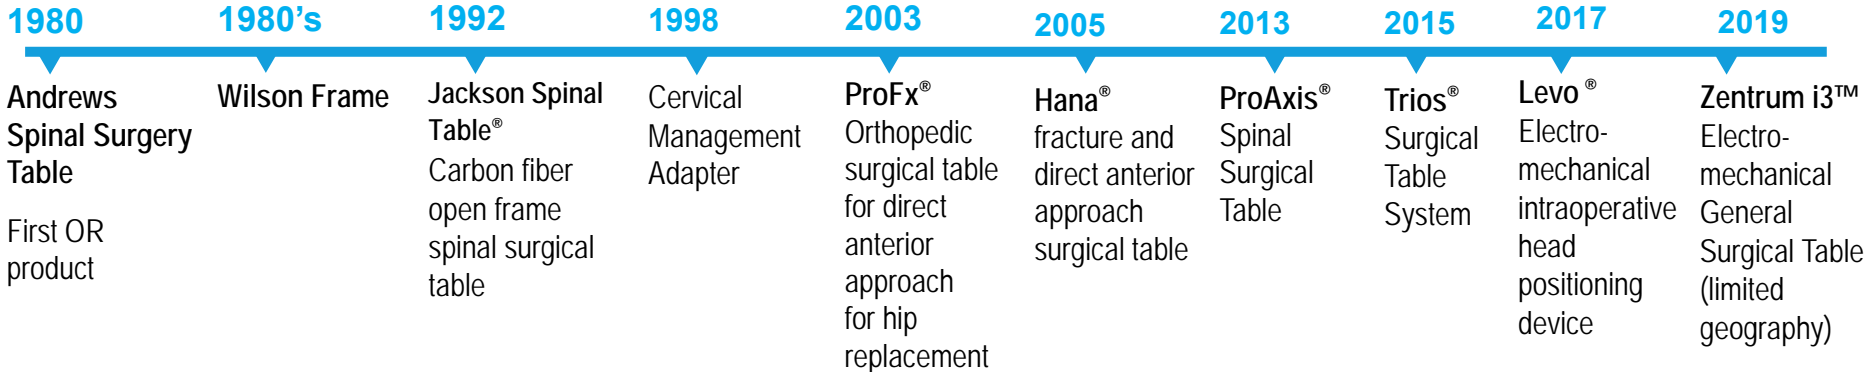 1980
Andrews
Spinal Surgery
Table
First OR
product
1980’s
Wilson Frame
1992
Jackson Spinal
Table®
Carbon fiber
open frame
spinal surgical
table
1998
Cervical
Management
Adapter
2003
ProFx®
Orthopedic
surgical table
for direct
anterior
approach
for hip
replacement
2005
Hana®
fracture and
direct anterior
approach
surgical table
2013
ProAxis®
Spinal
Surgical
Table
2015
Trios®
Surgical
Table
System
2017
Levo ®
Electro-
mechanical
intraoperative
head
positioning
device
2019
Zentrum i3™
Electro-
mechanical
General
Surgical Table
(limited
geography)